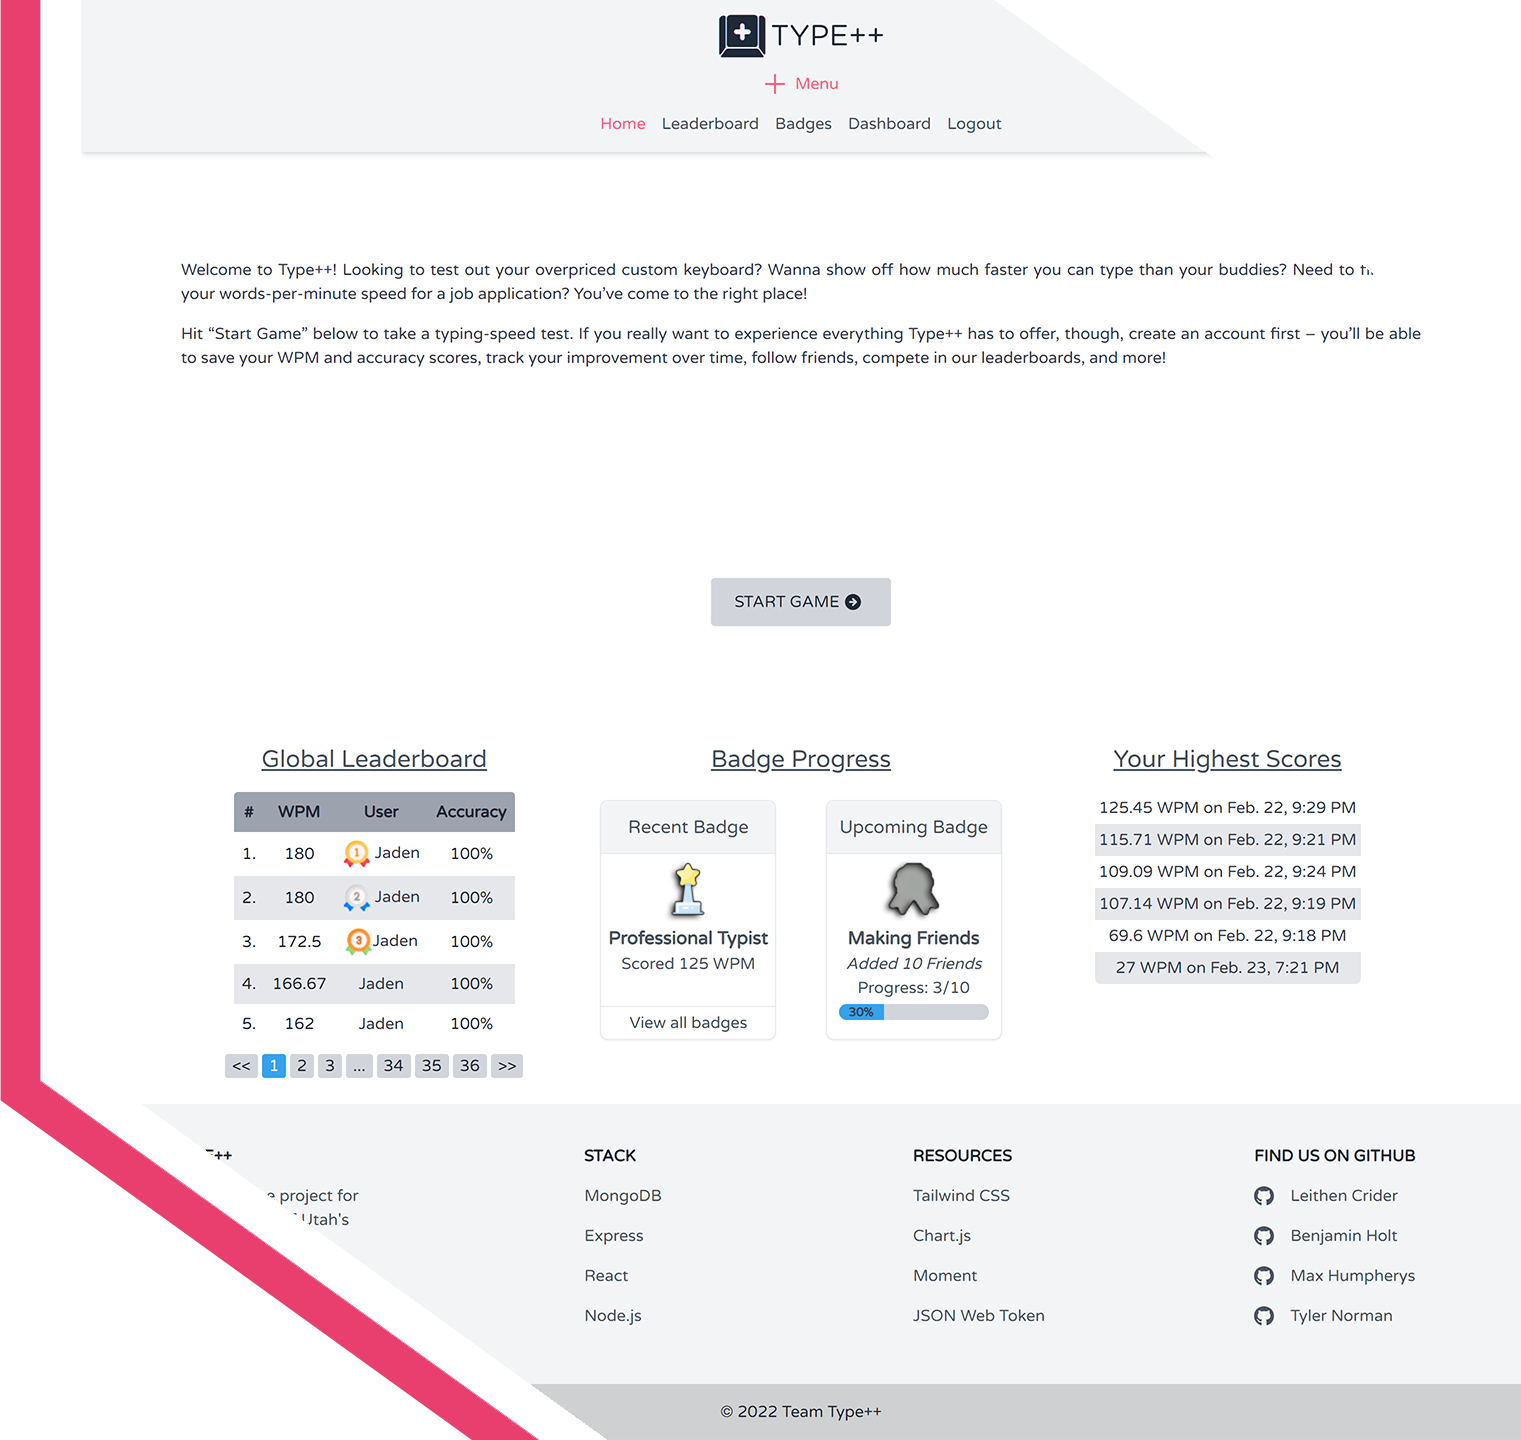 TYPE++
Menu
Home Leaderboard Badges Dashboard Logout
Welcome to Type++! Looking to test out your overpriced custom keyboard? Wanna show off how much faster you can type than your buddies? Need to
your words-per-minute speed for a job application? You’ve come to the right place!
Hit “Start Game” below to take a typing-speed test. If you really want to experience everything Type++ has to offer, though, create an account first – you’ll be able
to save your WPM and accuracy scores, track your improvement over time, follow friends, compete in our leaderboards, and more!
START GAME
Global Leaderboard
# WPM User Accuracy
1. 180 1 Jaden 100%
2. 180 2 Jaden 100%
3. 172.5 3 Jaden 100%
4. 166.67 Jaden 100%
5. 162 Jaden 100%
<< 1 2 3 ... 34 35 36 >>
Badge Progress
Recent Badge
Professional Typist
Scored 125 WPM
View all badges
Upcoming Badge
Making Friends
Added 10 Friends
Progress: 3/10
30%
Your Highest Scores
125.45 WPM on Feb. 22, 9:29 PM
115.71 WPM on Feb. 22, 9:21 PM
109.09 WPM on Feb. 22, 9:24 PM
107.14 WPM on Feb. 22, 9:19 PM
69.6 WPM on Feb. 22, 9:18 PM
27 WPM on Feb. 23, 7:21 PM
project for
Utah's
STACK
MongoDB
Express
React
Node.js
RESOURCES
Tailwind CSS
Chart.js
Moment
JSON Web Token
FIND US ON GITHUB
Leithen Crider
Benjamin Holt
Max Humpherys
Tyler Norman
© 2022 Team Type++